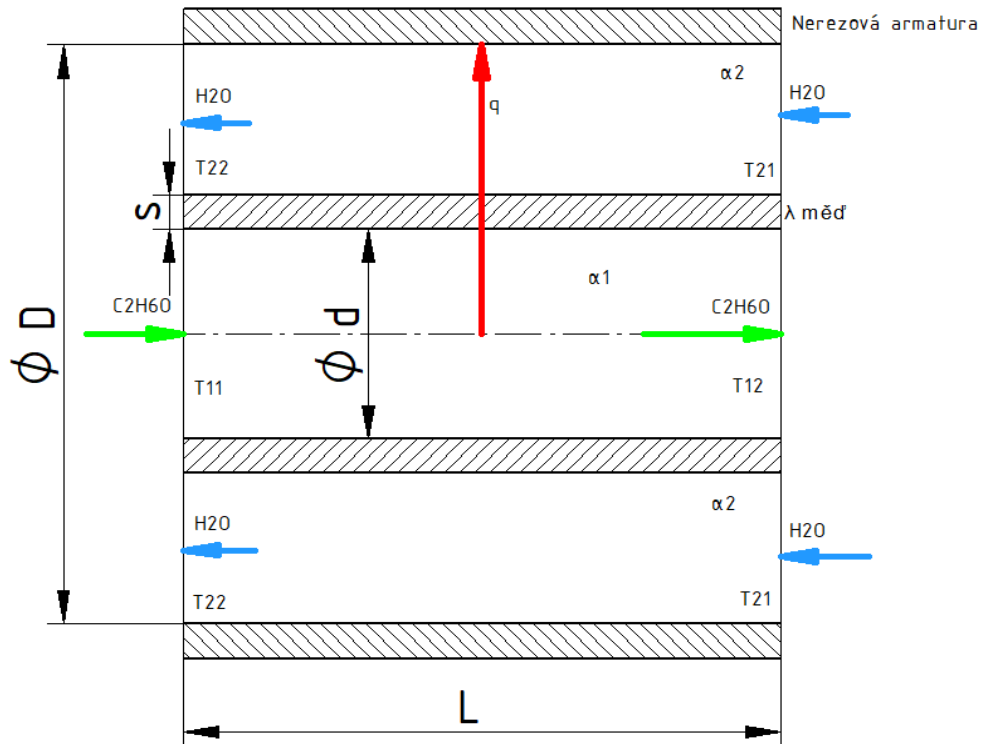 Nerezová armatura
α2
H2O
H2O
q
T22
T21
s
λ měď
α1
C2H6O
C2H6O
⌀ D
⌀ d
T11
T12
α2
H2O
H2O
T22
T21
L